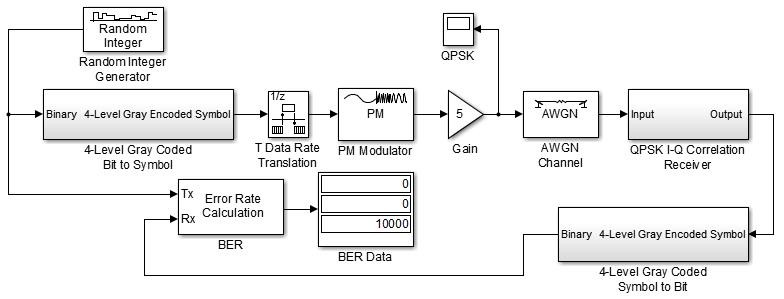 Random
Integer
Random Integer
Generator
QPSK
Binary 4-Level Gray Encoded Symbol
4-Level Gray Coded
Bit to Symbol
1/z
T Data Rate
Translation
PM
PM Modulator
5
Gain
AWGN
AWGN
Channel
Input Output
QPSK I-Q Correlation
Receiver
Tx
Rx
Error Rate
Calculation
BER
0
0
10000
BER Data
Binary 4-Level Gray Encoded Symbol
4-Level Gray Coded
Symbol to Bit